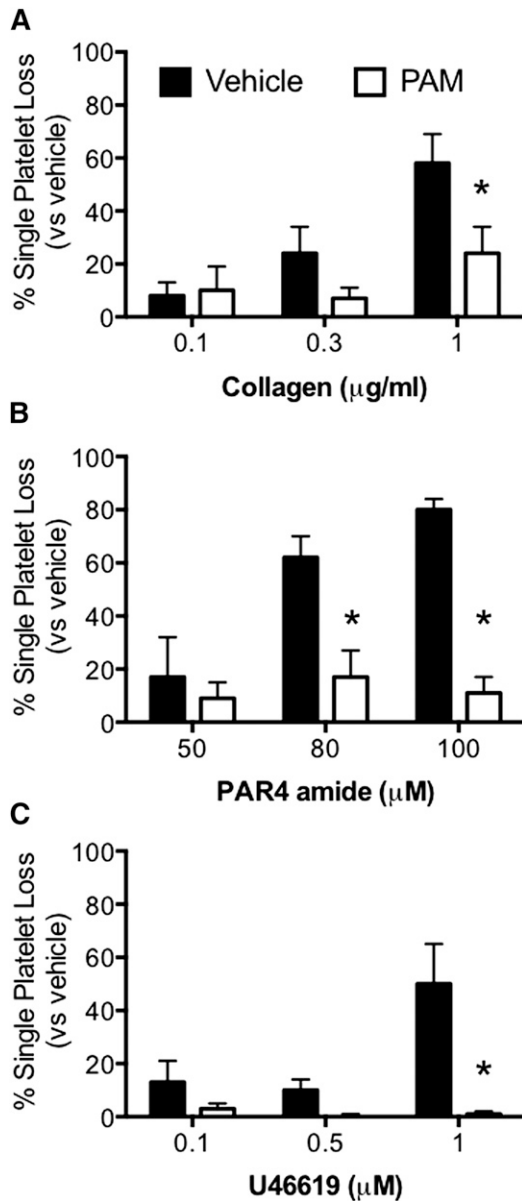 A
% Single Platelet Loss
(vs vehicle)
100
80
60
40
20
0
Vehicle
PAM
*
0.1
0.3
1
Collagen (μg/ml)
B
% Single Platelet Loss
(vs vehicle)
100
80
60
40
20
0
*
*
50
80
100
PAR4 amide (μM)
C
% Single Platelet Loss
(vs vehicle)
100
80
60
40
20
0
*
0.1
0.5
1
U46619 (μM)